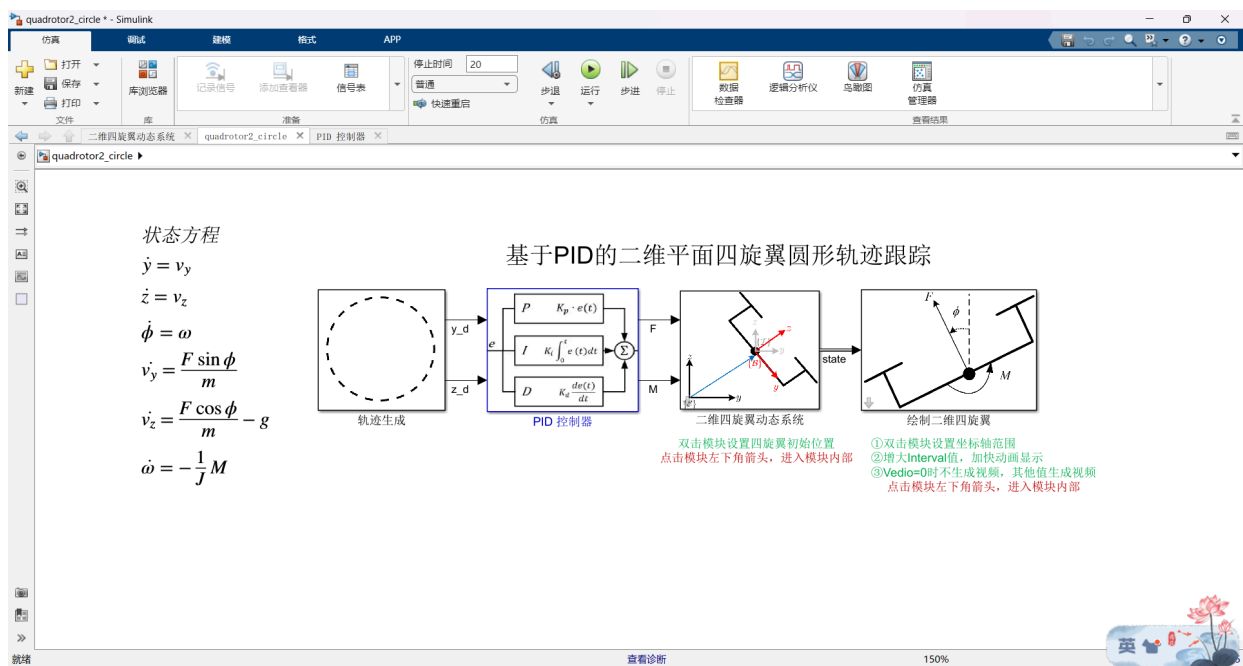 quadrotor2_circle * - Simulink
仿真 调试 建模 格式 APP
新建 打开 保存 打印 文件
库浏览器 库
记录信号 添加查看器 信号表 准备
停止时间 20
普通
快速重启
步退 运行 步进 停止 仿真
数据检查器 逻辑分析仪 鸟瞰图 仿真管理器 查看结果
二维四旋翼动态系统 quadrotor2_circle PID 控制器
quadrotor2_circle
状态方程
ẏ = v_y
ż = v_z
ϕ̇ = ω
v̇_y = F sin ϕ / m
v̇_z = F cos ϕ / m − g
ω̇ = − 1/J M
基于PID的二维平面四旋翼圆形轨迹跟踪
轨迹生成
y_d
z_d
e
P K_p · e(t)
I K_i ∫_0^t e(t)dt
D K_d de(t)/dt
Σ
PID 控制器
F
M
z
y
{B}
z
y
二维四旋翼动态系统
双击模块设置四旋翼初始位置
点击模块左下角箭头，进入模块内部
state
F
ϕ
M
绘制二维四旋翼
①双击模块设置坐标轴范围
②增大Interval值，加快动画显示
③Vedio=0时不生成视频，其他值生成视频
点击模块左下角箭头，进入模块内部
英
就绪 查看诊断 150%